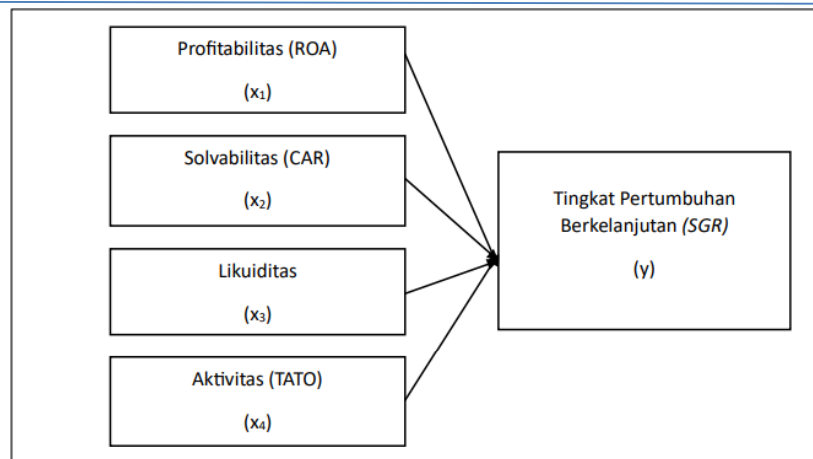 Profitabilitas (ROA)
(x₁)
Solvabilitas (CAR)
(x₂)
Likuiditas
(x₃)
Aktivitas (TATO)
(x₄)
Tingkat Pertumbuhan
Berkelanjutan (SGR)
(y)